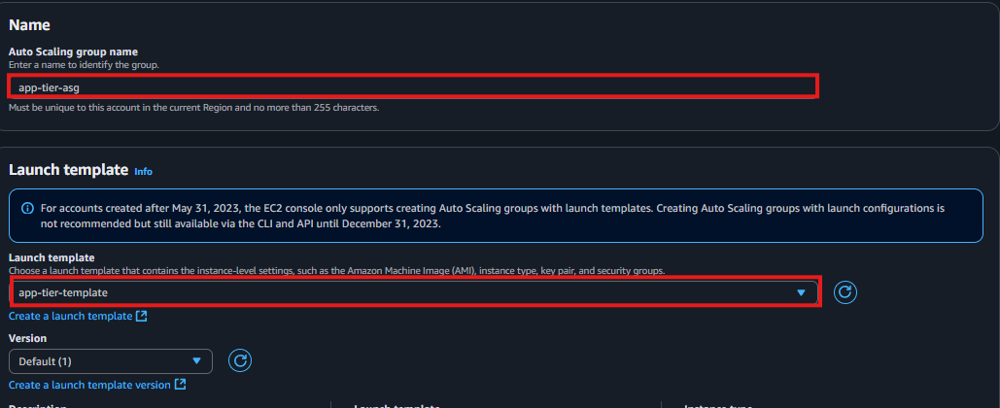 Name
Auto Scaling group name
Enter a name to identify the group.
app-tier-asg
Must be unique to this account in the current Region and no more than 255 characters.
Launch template Info
For accounts created after May 31, 2023, the EC2 console only supports creating Auto Scaling groups with launch templates. Creating Auto Scaling groups with launch configurations is
not recommended but still available via the CLI and API until December 31, 2023.
Launch template
Choose a launch template that contains the instance-level settings, such as the Amazon Machine Image (AMI), instance type, key pair, and security groups.
app-tier-template
Create a launch template
Version
Default (1)
Create a launch template version
Description Launch template Instance type